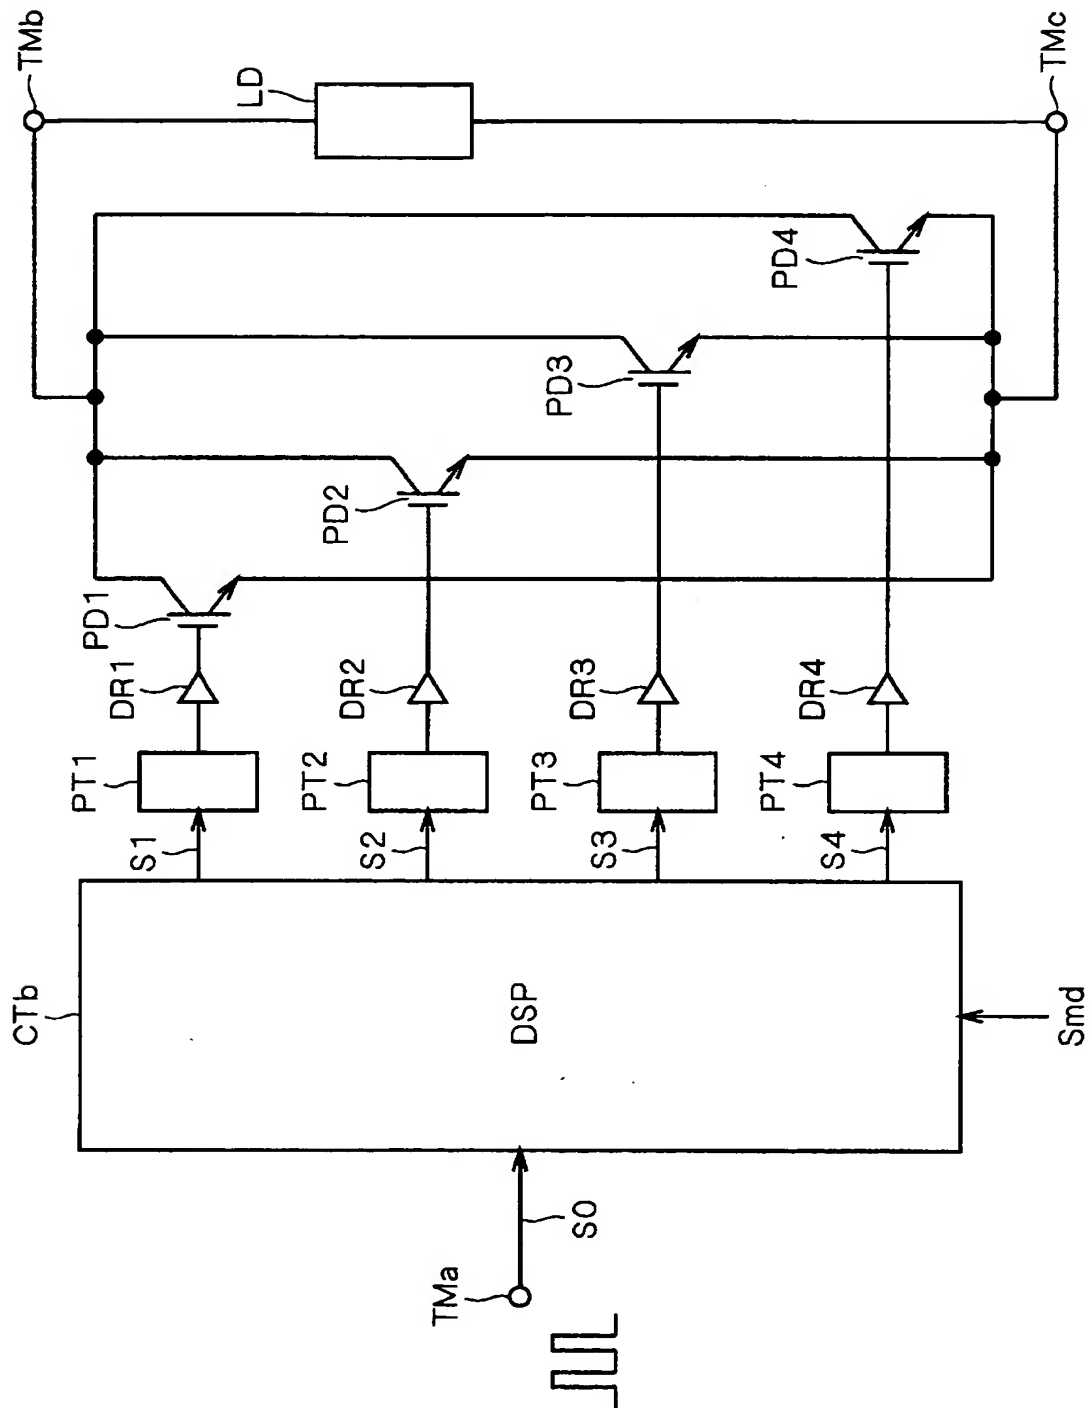 TMb
TMc
LD
PD4
PD3
PD2
PD1
DR1
DR2
DR3
DR4
PT1
PT2
PT3
PT4
S1
S2
S3
S4
CTb
DSP
Smd
S0
TMa